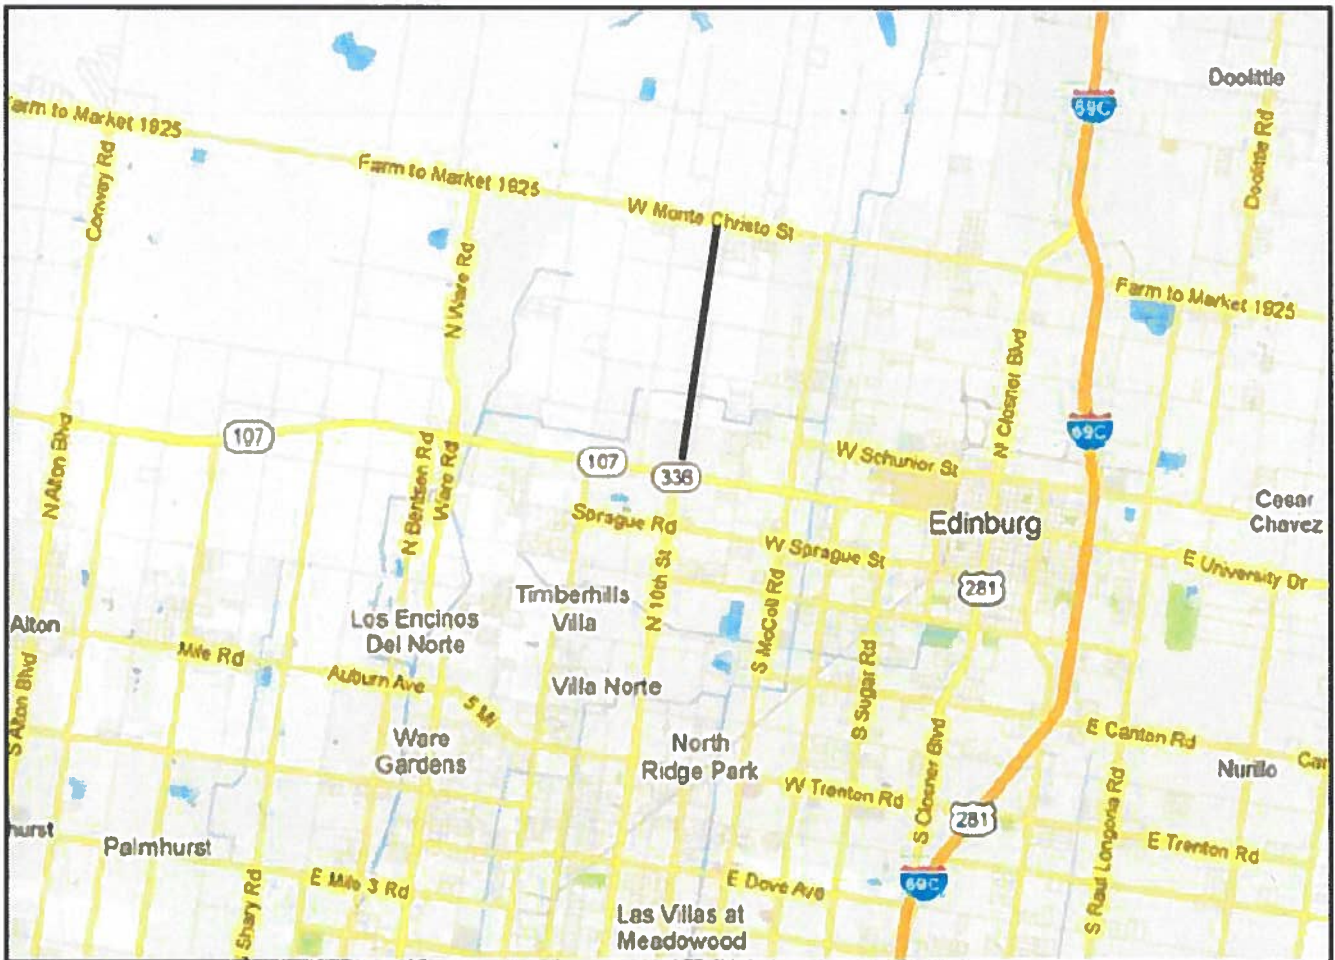 Doolittle
69C
Farm to Market 1925
Doolittle Rd
Conway Rd
Farm to Market 1925
W Monte Christo St
N Ware Rd
Farm to Market 1925
N Closner Blvd
107
69C
N Alton Blvd
N Bentsen Rd
Ware Rd
107
336
W Schunior St
Cesar
Chavez
Sprague Rd
Edinburg
W Sprague St
E University Dr
281
Timberhills
Villa
N 10th St
S McColl Rd
Alton
Los Encinos
Del Norte
Mile Rd
Auburn Ave
Villa Norte
S Sugar Rd
S Alton Blvd
5 Mi
Ware
Gardens
North
Ridge Park
S Closner Blvd
E Canton Rd
Nurillo
Can
W Trenton Rd
281
S Raul Longoria Rd
hurst
Palmhurst
E Trenton Rd
E Mile 3 Rd
E Dove Ave
69C
N Shary Rd
Las Villas at
Meadowood